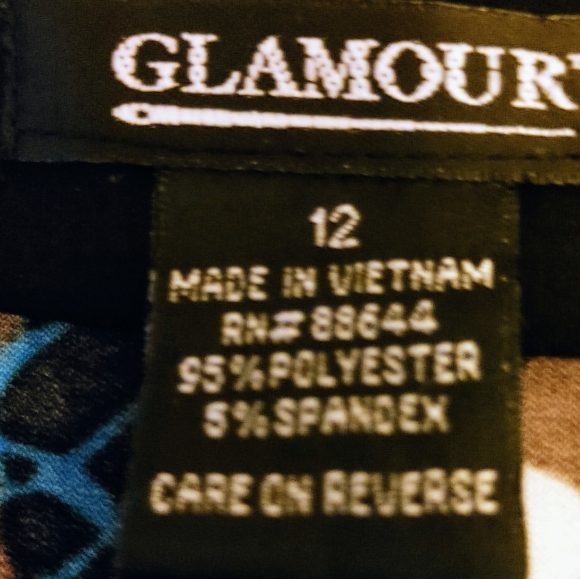 GLAMOUR
12
MADE IN VIETNAM
RN#88644
95%POLYESTER
5%SPANDEX
CARE ON REVERSE